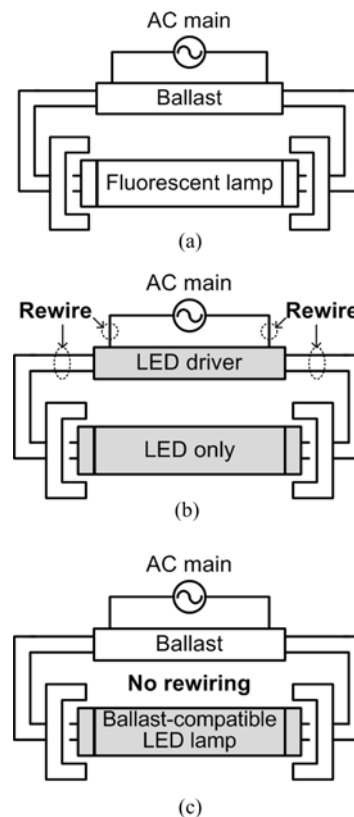 AC main
Ballast
Fluorescent lamp
(a)
AC main
Rewire
Rewire
LED driver
LED only
(b)
AC main
Ballast
No rewiring
Ballast-compatible
LED lamp
(c)